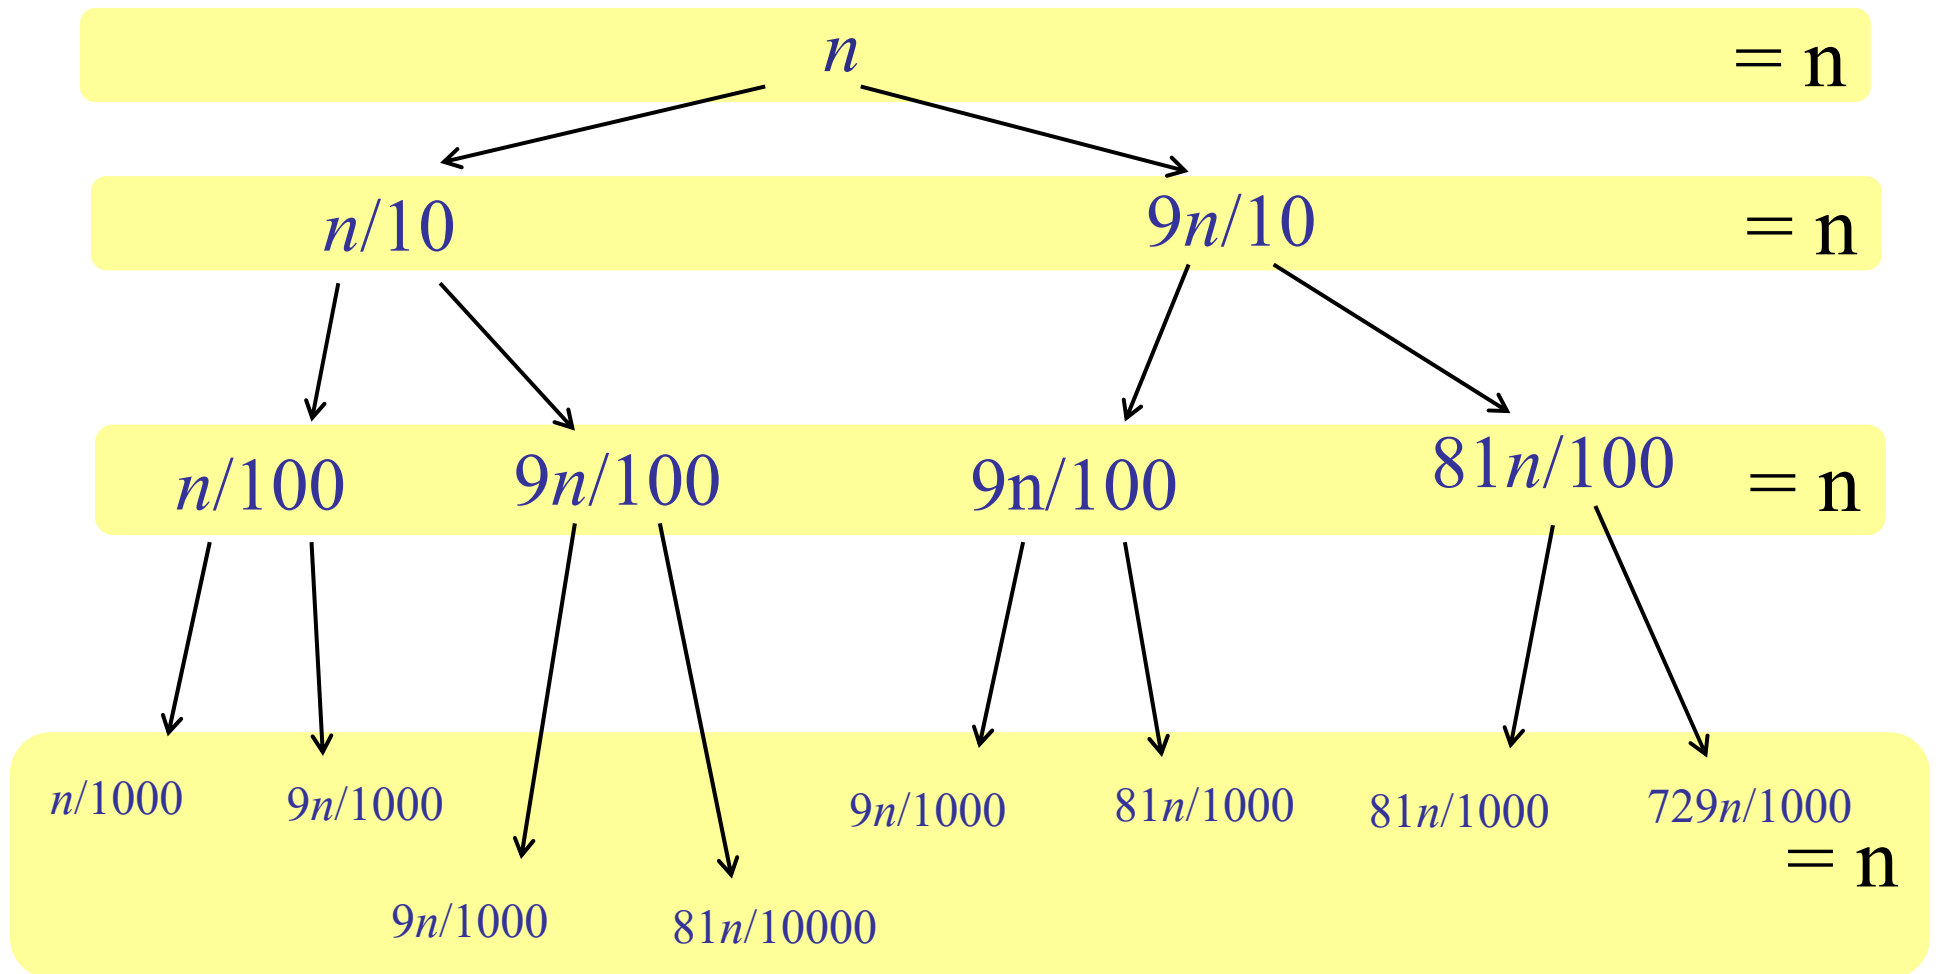 n = n
n/10 9n/10 = n
n/100 9n/100 9n/100 81n/100 = n
n/1000 9n/1000 9n/1000 81n/1000 81n/1000 729n/1000
= n
9n/1000 81n/10000